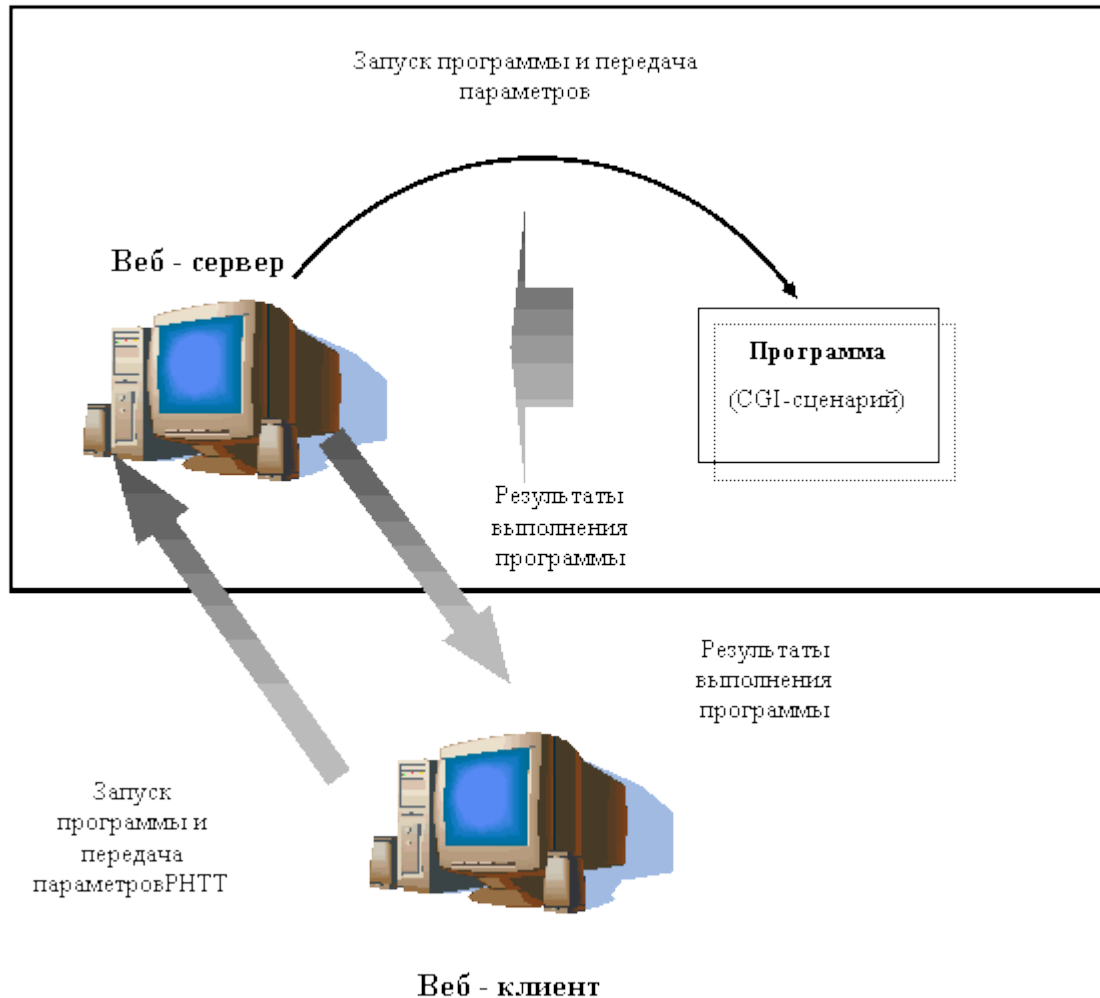 Запуск программы и передача
параметров
Веб - сервер
Программа
(CGI-сценарий)
Результаты
выполнения
программы
Результаты
выполнения
программы
Запуск
программы и
передача
параметровPHTT
Веб - клиент